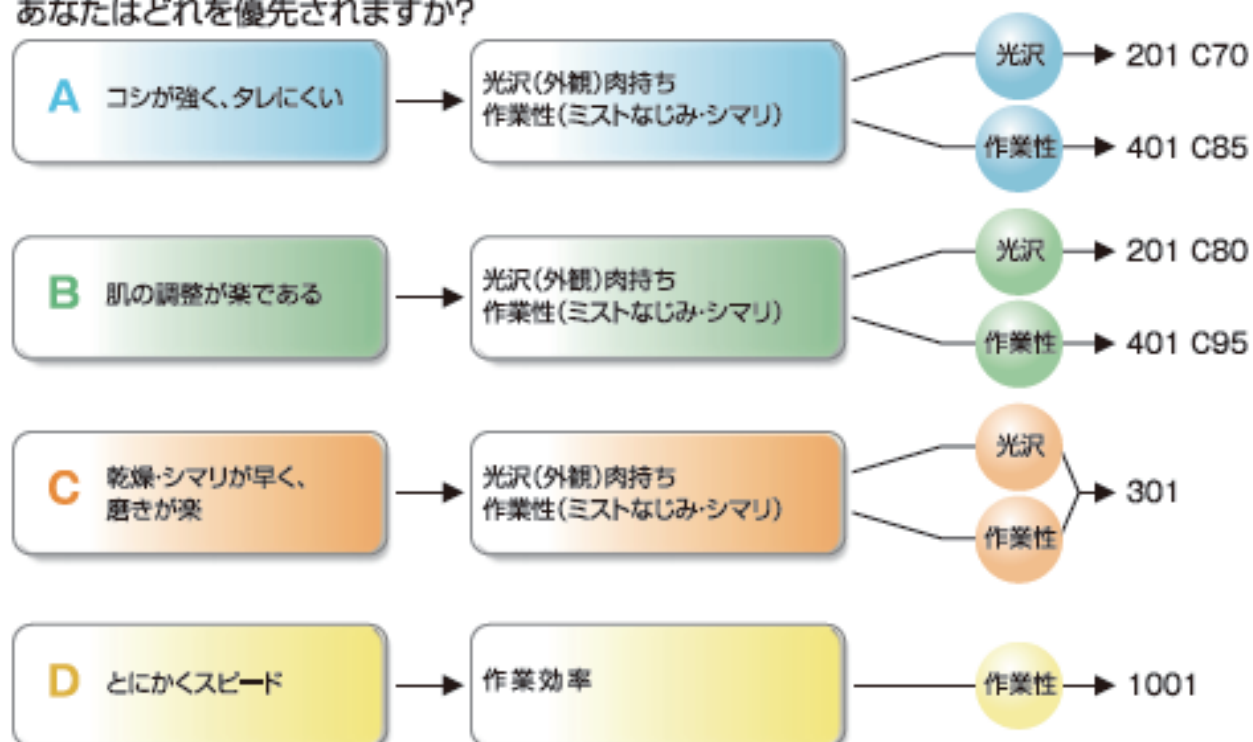 あなたはどれを優先されますか?
A コシが強く、タレにくい
光沢(外観)肉持ち
作業性(ミストなじみ・シマリ)
光沢
201 C70
作業性
401 C85
B 肌の調整が楽である
光沢(外観)肉持ち
作業性(ミストなじみ・シマリ)
光沢
201 C80
作業性
401 C95
C 乾燥・シマリが早く、
磨きが楽
光沢(外観)肉持ち
作業性(ミストなじみ・シマリ)
光沢
作業性
301
D とにかくスピード
作業効率
作業性
1001